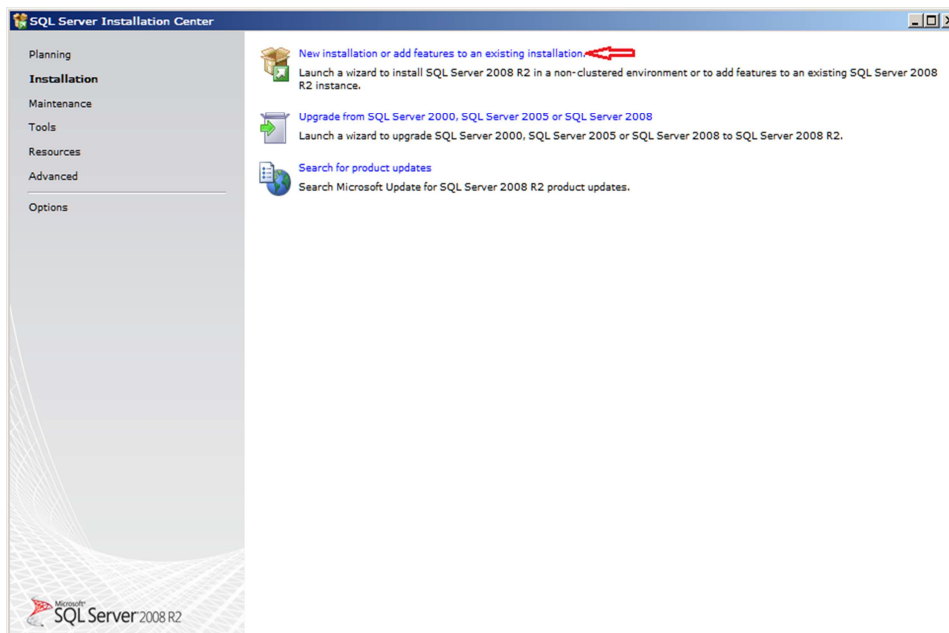 SQL Server Installation Center
Planning
Installation
Maintenance
Tools
Resources
Advanced
Options
New installation or add features to an existing installation.
Launch a wizard to install SQL Server 2008 R2 in a non-clustered environment or to add features to an existing SQL Server 2008
R2 instance.
Upgrade from SQL Server 2000, SQL Server 2005 or SQL Server 2008
Launch a wizard to upgrade SQL Server 2000, SQL Server 2005 or SQL Server 2008 to SQL Server 2008 R2.
Search for product updates
Search Microsoft Update for SQL Server 2008 R2 product updates.
Microsoft
SQL Server 2008 R2